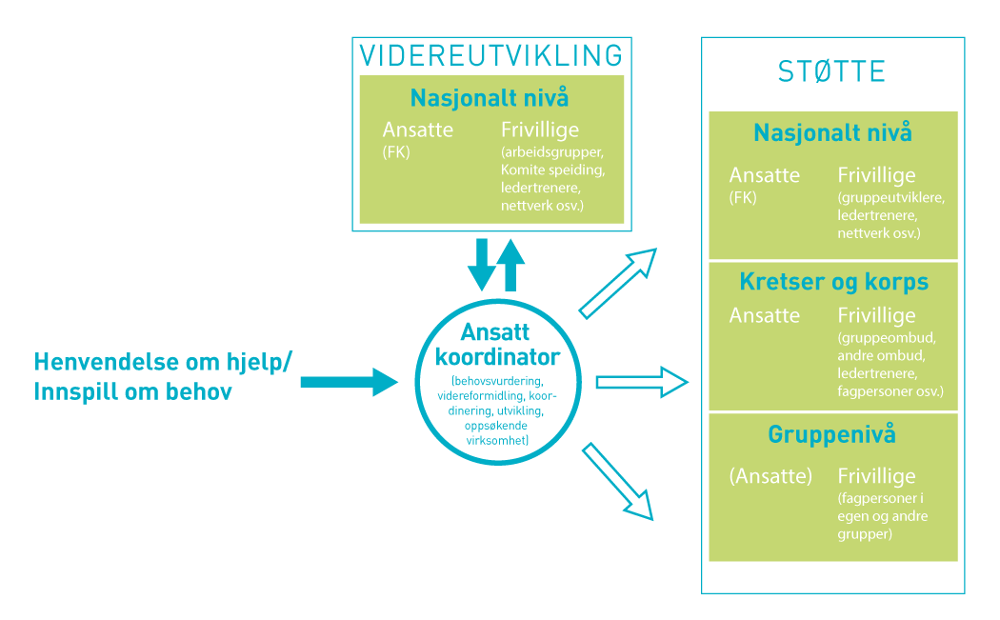 VIDEREUTVIKLING
Nasjonalt nivå
Ansatte
(FK)
Frivillige
(arbeidsgrupper,
Komite speiding,
ledertrenere,
nettverk osv.)
Henvendelse om hjelp/
Innspill om behov
Ansatt
koordinator
(behovsvurdering,
videreformidling, koor-
dinering, utvikling,
oppsøkende
virksomhet)
STØTTE
Nasjonalt nivå
Ansatte
(FK)
Frivillige
(gruppeutviklere,
ledertrenere,
nettverk osv.)
Kretser og korps
Ansatte
Frivillige
(gruppeombud,
andre ombud,
ledertrenere,
fagpersoner osv.)
Gruppenivå
(Ansatte)
Frivillige
(fagpersoner i
egen og andre
grupper)